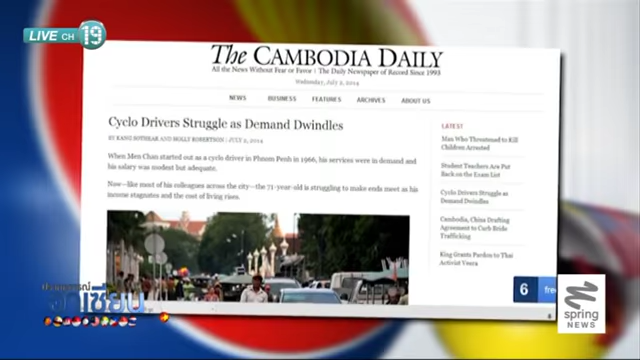 LIVE CH 19
The CAMBODIA DAILY
All the News Without Fear or Favor | The Daily Newspaper of Record Since 1993
Wednesday, July 2, 2014
NEWS BUSINESS FEATURES ARCHIVES ABOUT US
Cyclo Drivers Struggle as Demand Dwindles
BY KANG SOTHEAR AND HOLLY ROBERTSON | JULY 2, 2014
When Men Chan started out as a cyclo driver in Phnom Penh in 1966, his services were in demand and
his salary was modest but adequate.
Now—like most of his colleagues across the city—the 71-year-old is struggling to make ends meet as his
income stagnates and the cost of living rises.
LATEST
Man Who Threatened to Kill
Children Arrested
Student Teachers Are Put
Back on the Exam List
Cyclo Drivers Struggle as
Demand Dwindles
Cambodia, China Drafting
Agreement to Curb Bride
Trafficking
King Grants Pardon to Thai
Activist Veera
6
จับเซียน
spring
NEWS